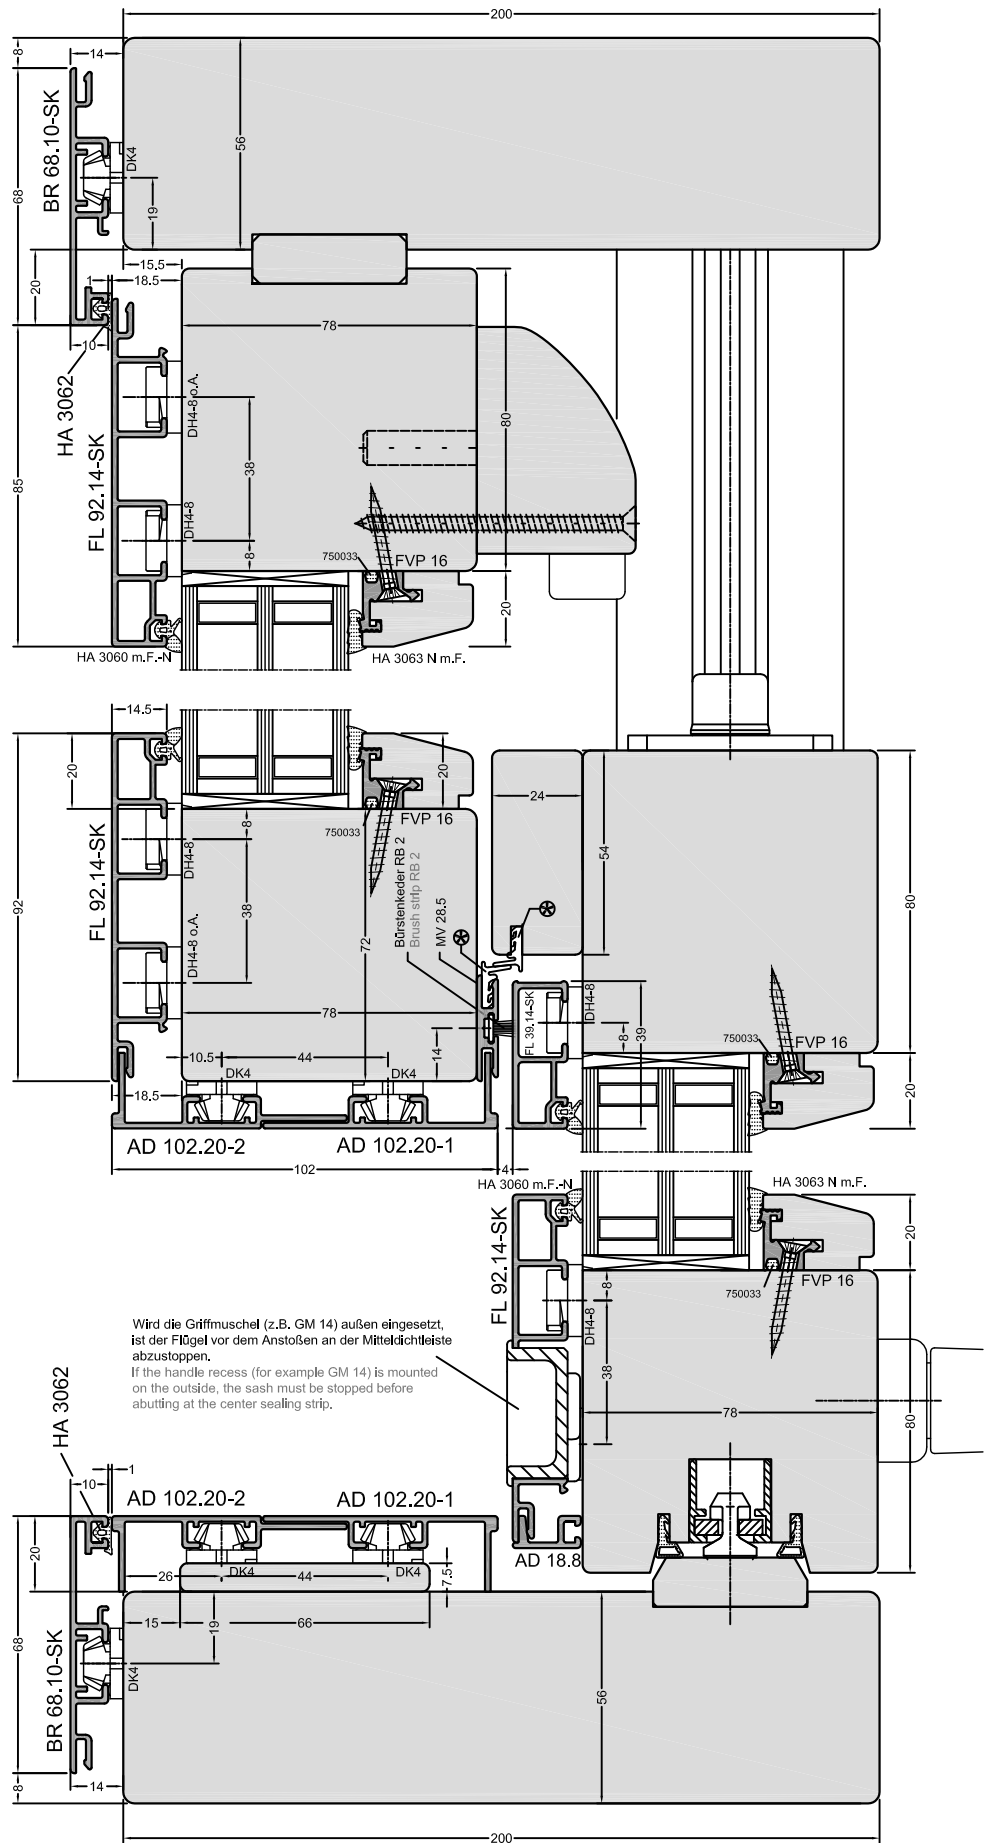 200
8
14
BR 68.10-SK
DK4
56
19
68
20
15.5
1
18.5
10
HA 3062
78
DH4-8 o.A.
80
38
85
FL 92.14-SK
DH4-8
8
750033
FVP 16
20
HA 3060 m.F.-N
HA 3063 N m.F.
14.5
20
20
24
8
750033
FVP 16
54
80
DH4-8
FL 92.14-SK
92
38
Bürstenkeder RB 2
Brush strip RB 2
MV 28.5
72
DH4-8 o.A.
78
FL 39.14-SK
DH4-8
39
8
14
750033
FVP 16
10.5
44
DK4
DK4
18.5
20
AD 102.20-2
AD 102.20-1
102
4
HA 3060 m.F.-N
HA 3063 N m.F.
20
FL 92.14-SK
8
750033
FVP 16
DH4-8
38
Wird die Griffmuschel (z.B. GM 14) außen eingesetzt,
ist der Flügel vor dem Anstoßen an der Mitteldichtleiste
abzustoppen.
If the handle recess (for example GM 14) is mounted
on the outside, the sash must be stopped before
abutting at the center sealing strip.
78
80
HA 3062
1
10
AD 102.20-2
AD 102.20-1
AD 18.8
20
DK4
DK4
26
44
7.5
15
66
19
68
DK4
BR 68.10-SK
56
8
14
200